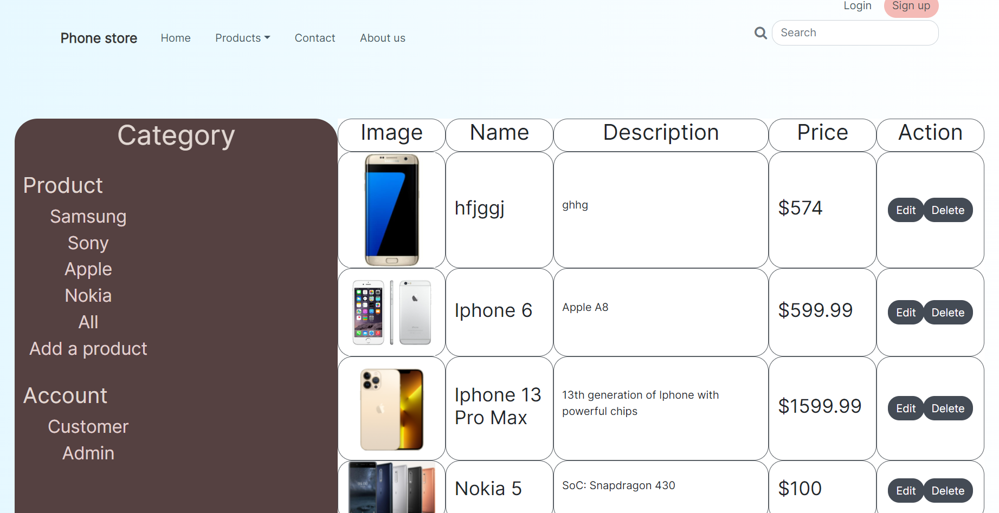 Login Sign up
Phone store Home Products Contact About us Search
Category
Product
Samsung
Sony
Apple
Nokia
All
Add a product
Account
Customer
Admin
Image Name Description Price Action
hfjggj ghhg $574 Edit Delete
Iphone 6 Apple A8 $599.99 Edit Delete
Iphone 13
Pro Max
13th generation of Iphone with
powerful chips
$1599.99 Edit Delete
Nokia 5 SoC: Snapdragon 430 $100 Edit Delete